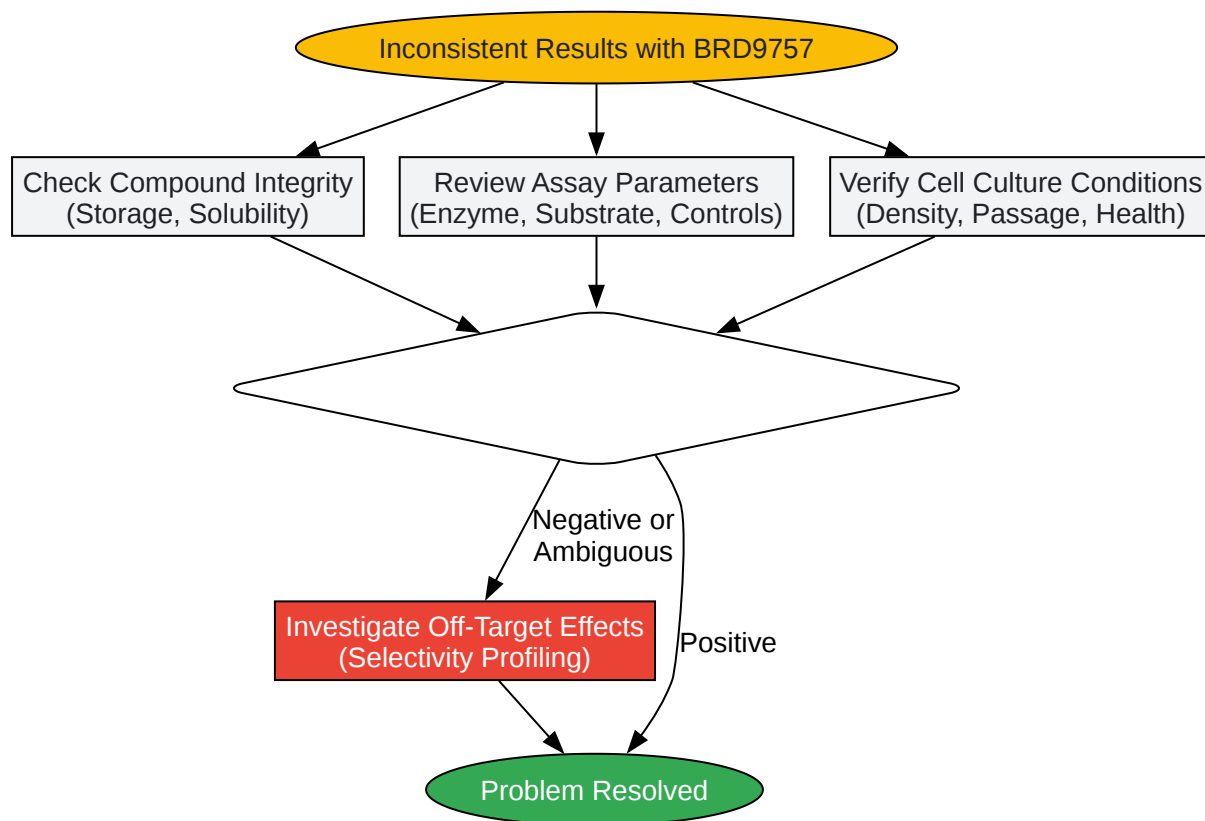 Inconsistent Results with BRD9757
Check Compound Integrity
(Storage, Solubility)
Review Assay Parameters
(Enzyme, Substrate, Controls)
Verify Cell Culture Conditions
(Density, Passage, Health)
Negative or
Ambiguous
Investigate Off-Target Effects
(Selectivity Profiling)
Positive
Problem Resolved